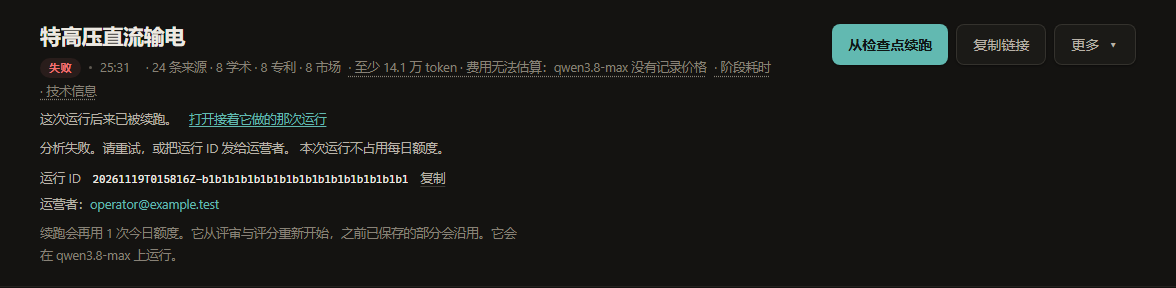 特高压直流输电
从检查点续跑 复制链接 更多 ▼
失败 • 25:31 · 24 条来源 · 8 学术 · 8 专利 · 8 市场 · 至少 14.1 万 token · 费用无法估算：qwen3.8-max 没有记录价格 · 阶段耗时
· 技术信息
这次运行后来已被续跑。 打开接着它做的那次运行
分析失败。请重试，或把运行 ID 发给运营者。 本次运行不占用每日额度。
运行 ID 20261119T015816Z-b1b1b1b1b1b1b1b1b1b1b1b1b1b1b1b1 复制
运营者：operator@example.test
续跑会再用 1 次今日额度。它从评审与评分重新开始，之前已保存的部分会沿用。它会
在 qwen3.8-max 上运行。